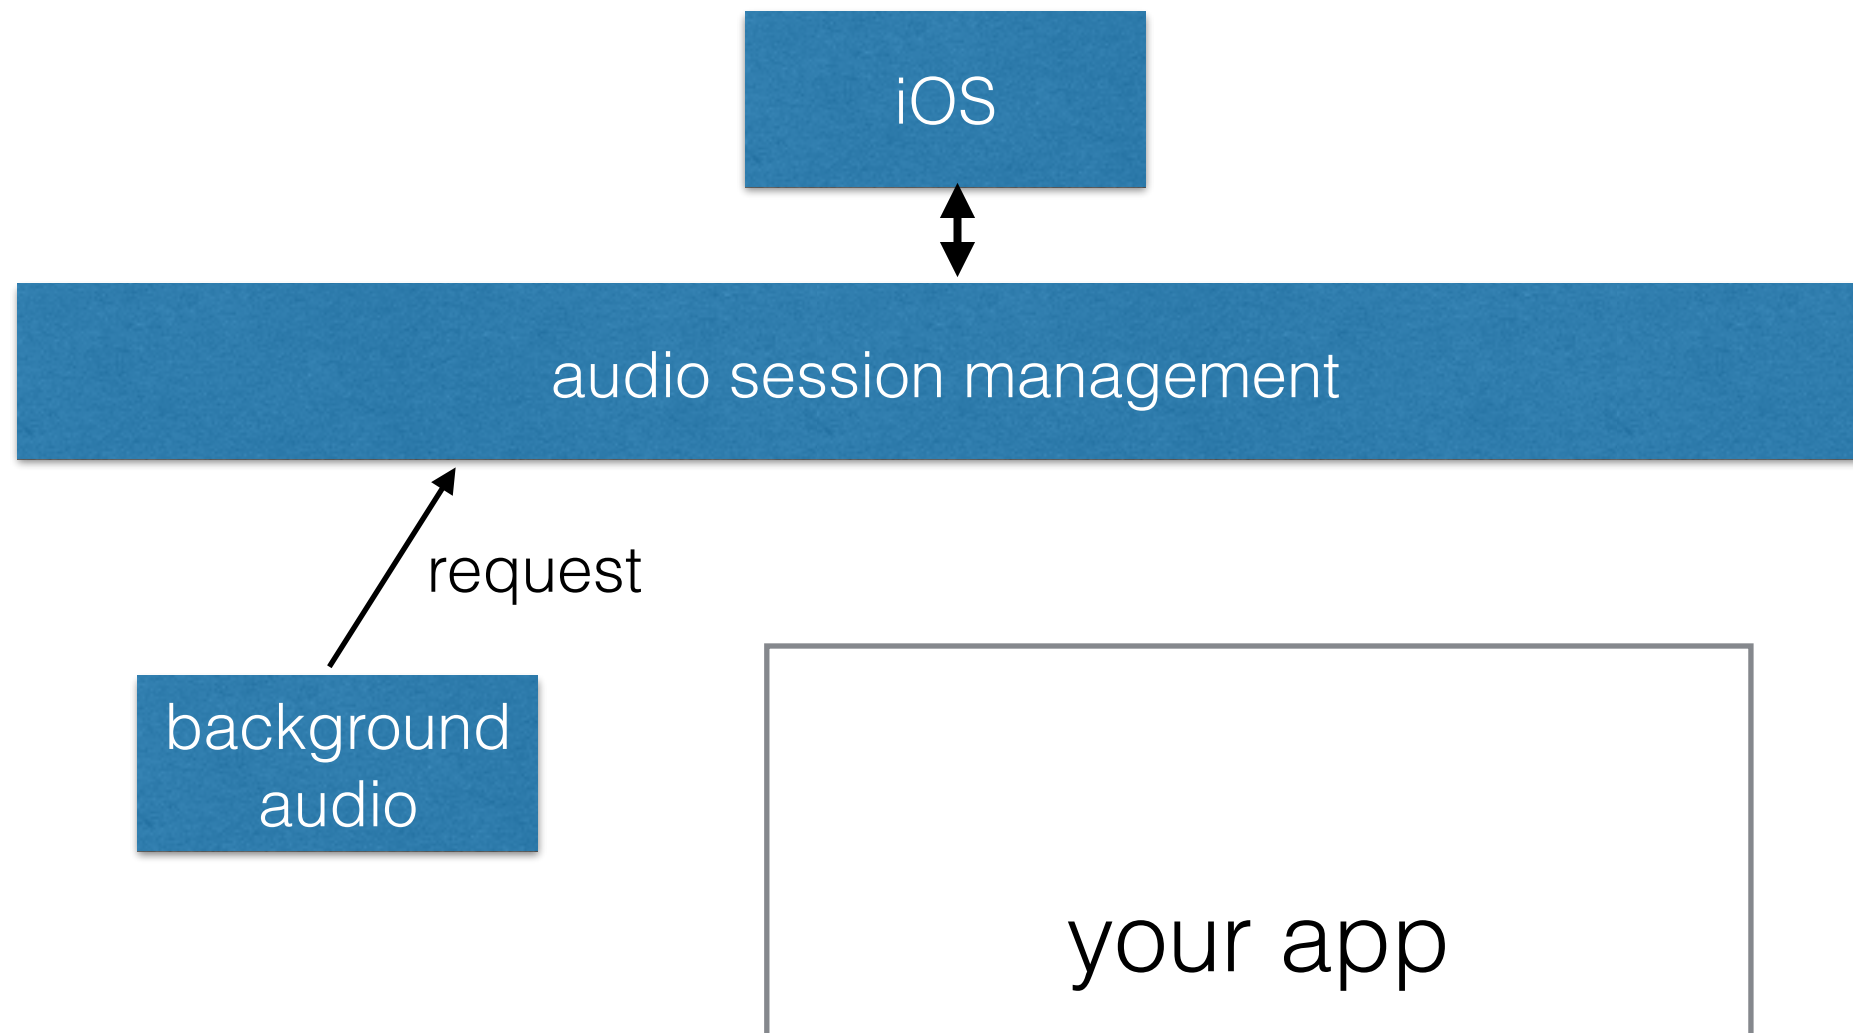 iOS
audio session management
request
background
audio
your app